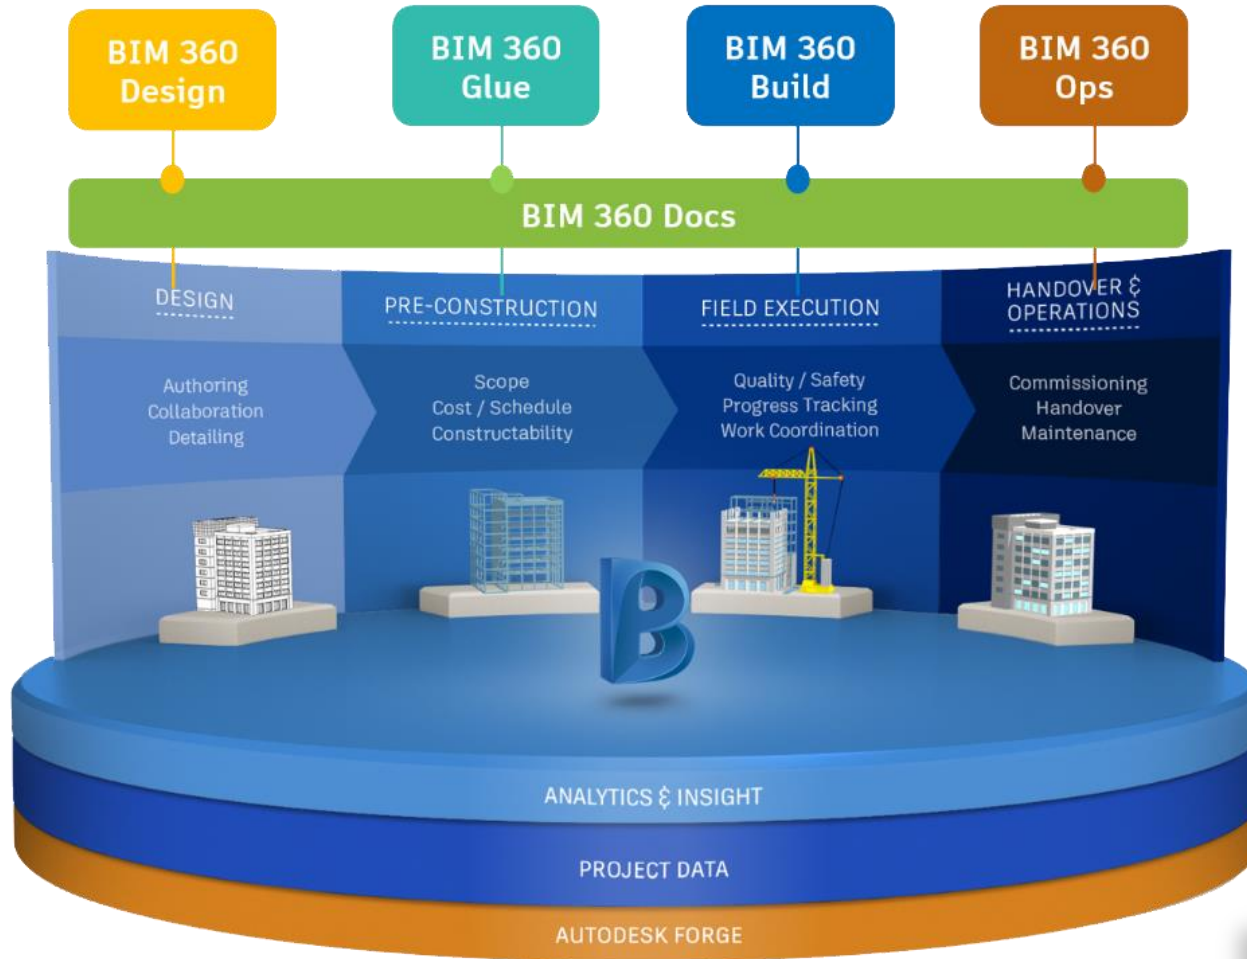 BIM 360
Design
BIM 360
Glue
BIM 360
Build
BIM 360
Ops
BIM 360 Docs
DESIGN
Authoring
Collaboration
Detailing
PRE-CONSTRUCTION
Scope
Cost / Schedule
Constructability
FIELD EXECUTION
Quality / Safety
Progress Tracking
Work Coordination
HANDOVER &
OPERATIONS
Commissioning
Handover
Maintenance
B
ANALYTICS & INSIGHT
PROJECT DATA
AUTODESK FORGE